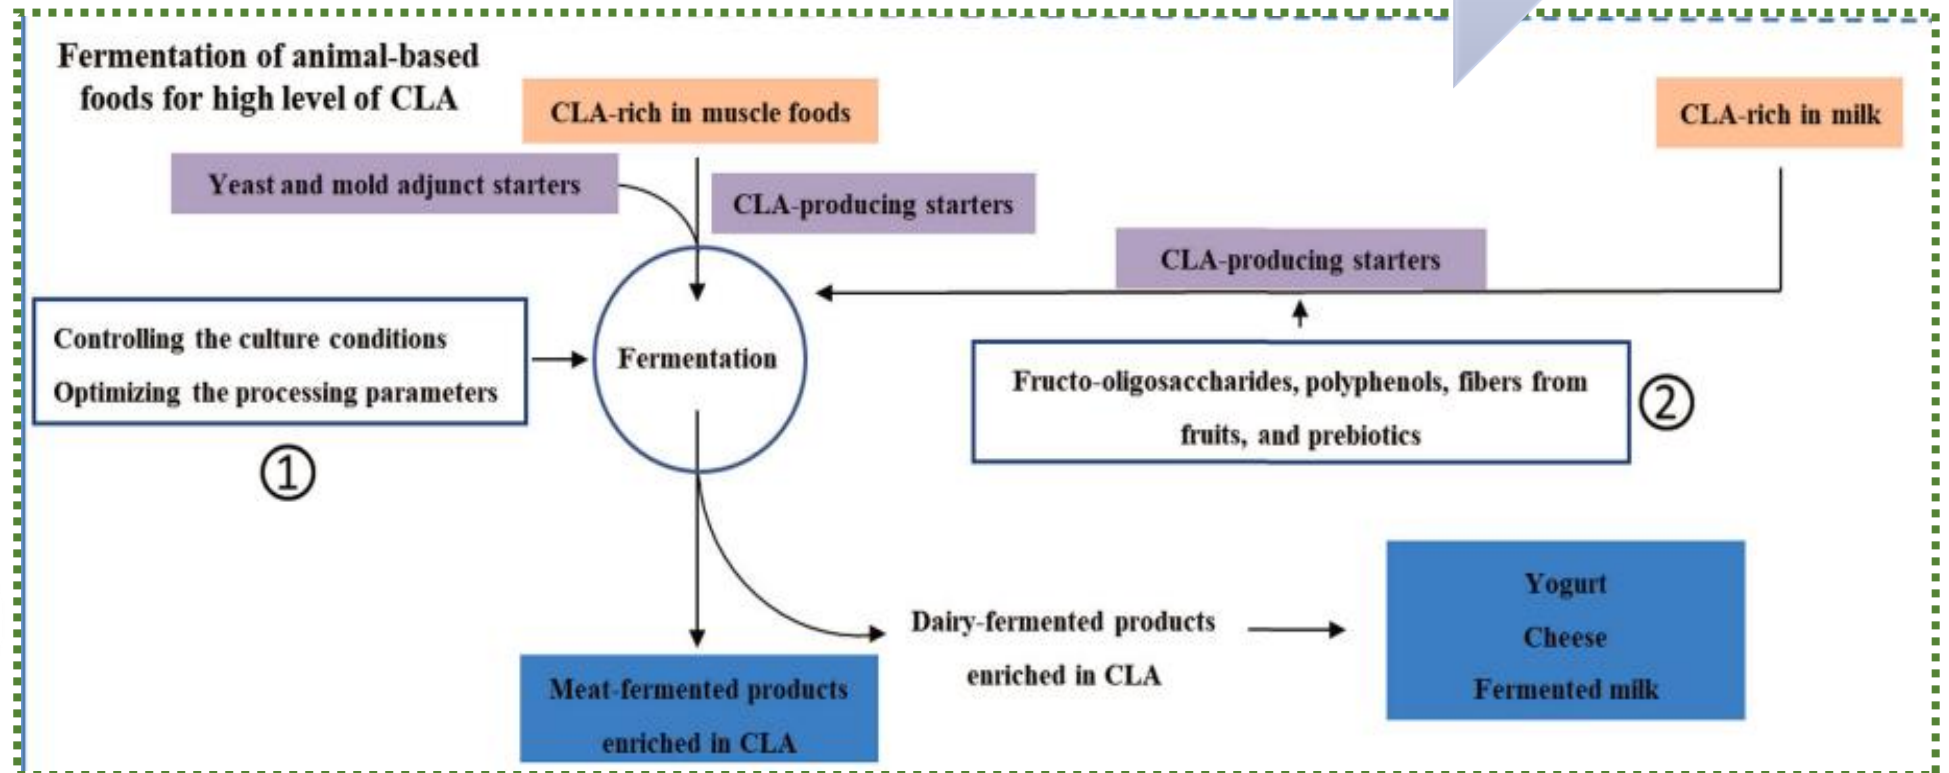 Fermentation of animal-based
foods for high level of CLA
CLA-rich in muscle foods
CLA-rich in milk
Yeast and mold adjunct starters
CLA-producing starters
CLA-producing starters
Controlling the culture conditions
Optimizing the processing parameters
①
Fermentation
Fructo-oligosaccharides, polyphenols, fibers from
fruits, and prebiotics
②
Dairy-fermented products
enriched in CLA
Yogurt
Cheese
Fermented milk
Meat-fermented products
enriched in CLA